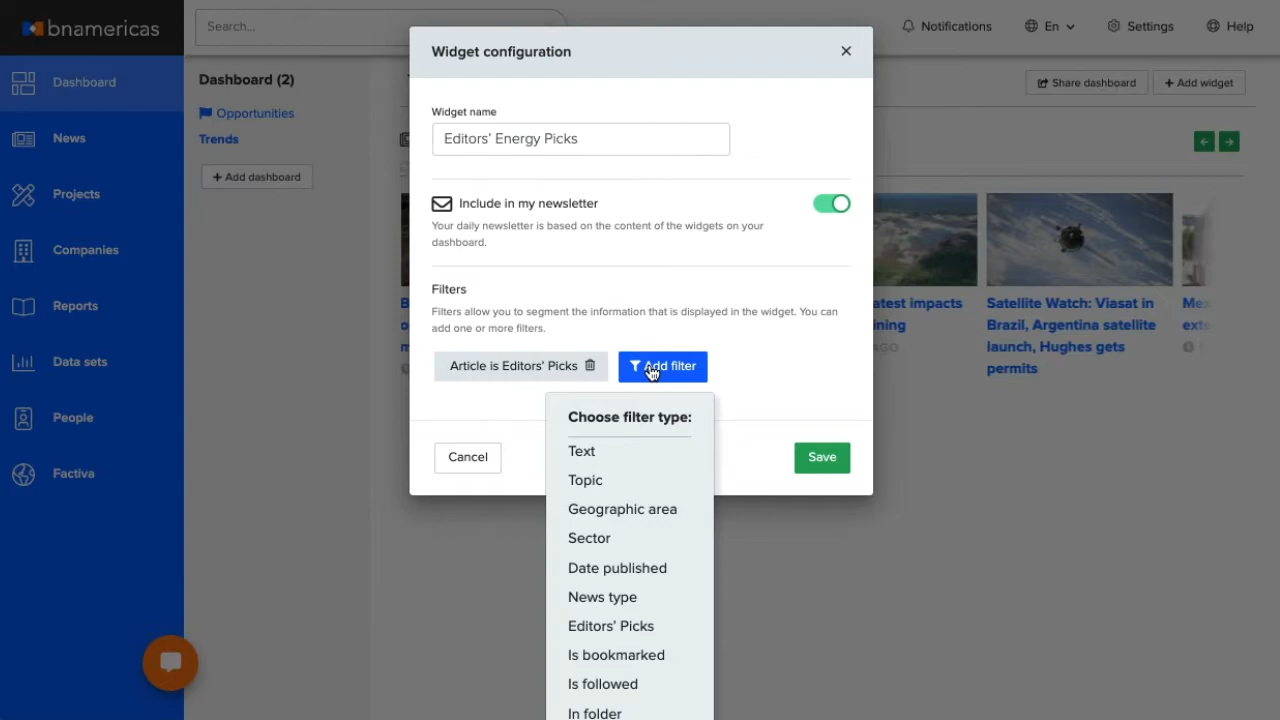 bnamericas
Search...
Notifications
En
Settings
Help
Dashboard
News
Projects
Companies
Reports
Data sets
People
Factiva
Dashboard (2)
Opportunities
Trends
+ Add dashboard
Share dashboard
+ Add widget
Widget configuration
Widget name
Editors' Energy Picks
Include in my newsletter
Your daily newsletter is based on the content of the widgets on your
dashboard.
Filters
Filters allow you to segment the information that is displayed in the widget. You can
add one or more filters.
Article is Editors' Picks
Add filter
Choose filter type:
Text
Topic
Geographic area
Sector
Date published
News type
Editors' Picks
Is bookmarked
Is followed
In folder
Cancel
Save
atest impacts
ning
AGO
Satellite Watch: Viasat in
Brazil, Argentina satellite
launch, Hughes gets
permits
Me
exte